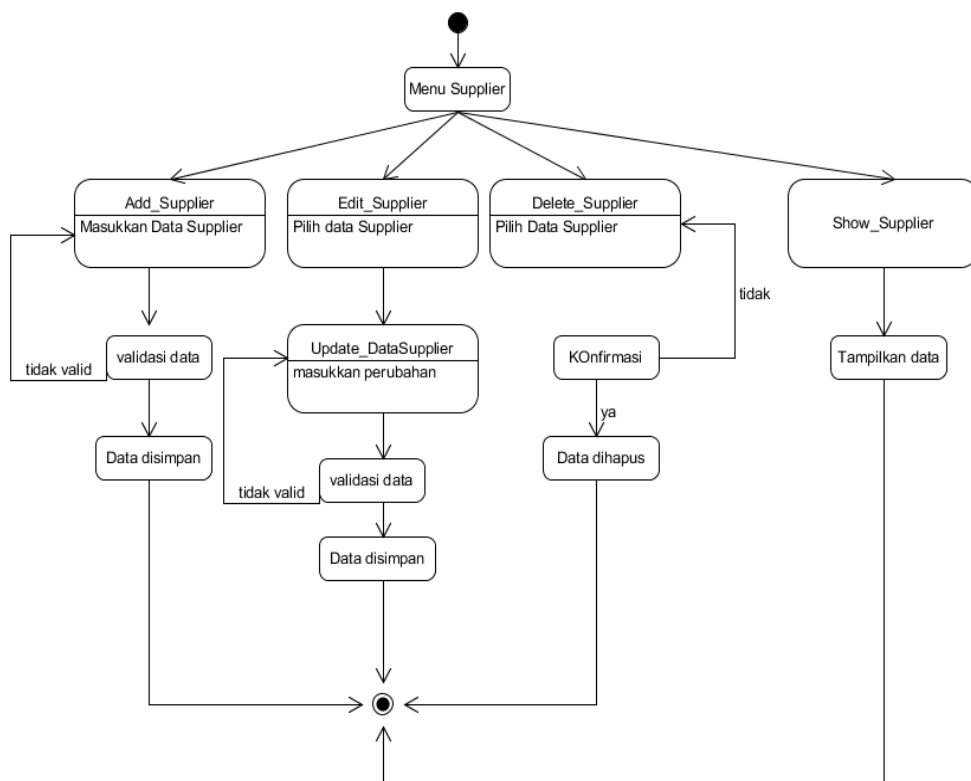 Menu Supplier
Add_Supplier
Masukkan Data Supplier
Edit_Supplier
Pilih data Supplier
Delete_Supplier
Pilih Data Supplier
Show_Supplier
tidak
validasi data
tidak valid
Update_DataSupplier
masukkan perubahan
KOnfirmasi
Tampilkan data
ya
Data disimpan
Data dihapus
validasi data
tidak valid
Data disimpan